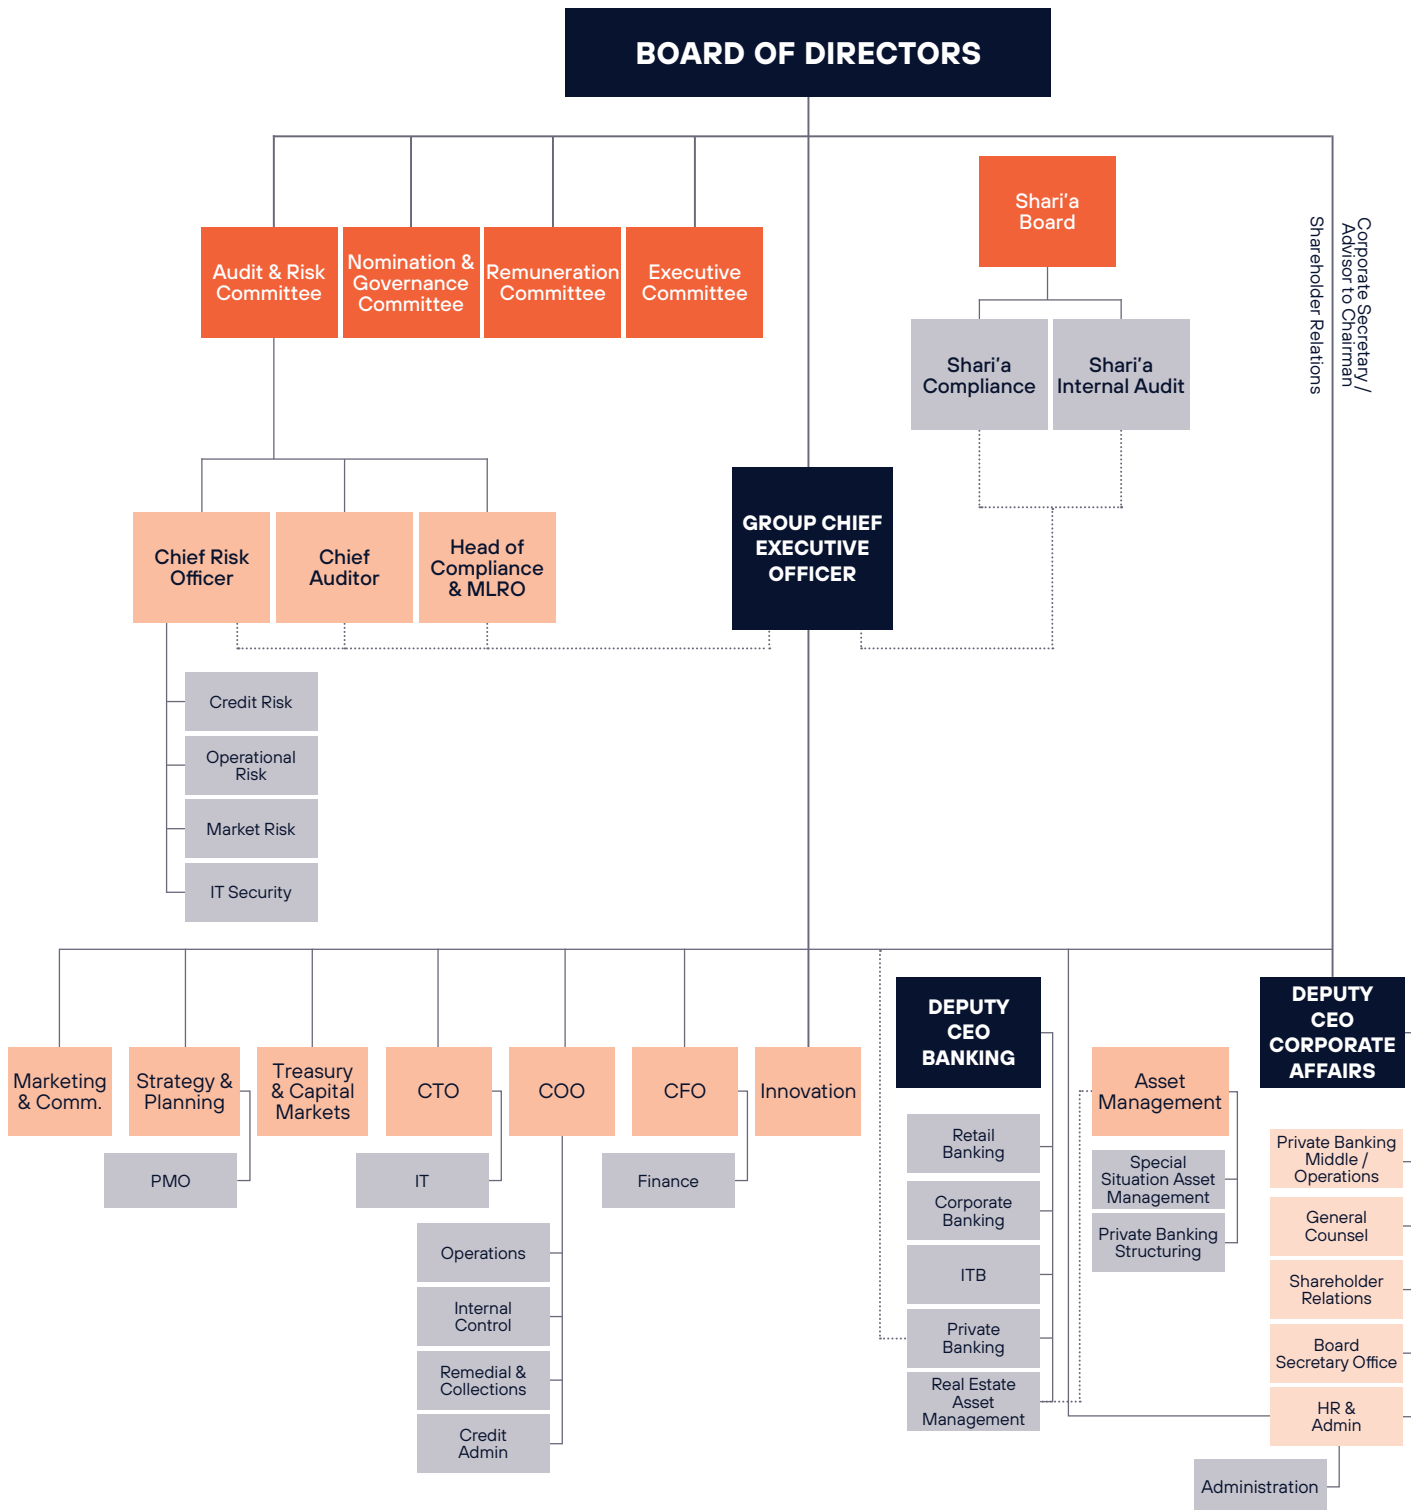 BOARD OF DIRECTORS
Shari’a
Board
Corporate Secretary /
Advisor to Chairman
Shareholder Relations
Audit & Risk
Committee
Nomination &
Governance
Committee
Remuneration
Committee
Executive
Committee
Shari’a
Compliance
Shari’a
Internal Audit
GROUP CHIEF
EXECUTIVE
OFFICER
Chief Risk
Officer
Chief
Auditor
Head of
Compliance
& MLRO
Credit Risk
Operational
Risk
Market Risk
IT Security
Marketing
& Comm.
Strategy &
Planning
PMO
Treasury
& Capital
Markets
CTO
IT
COO
Operations
Internal
Control
Remedial &
Collections
Credit
Admin
CFO
Finance
Innovation
DEPUTY
CEO
BANKING
Retail
Banking
Corporate
Banking
ITB
Private
Banking
Real Estate
Asset
Management
Asset
Management
Special
Situation Asset
Management
Private Banking
Structuring
DEPUTY
CEO
CORPORATE
AFFAIRS
Private Banking
Middle /
Operations
General
Counsel
Shareholder
Relations
Board
Secretary Office
HR &
Admin
Administration